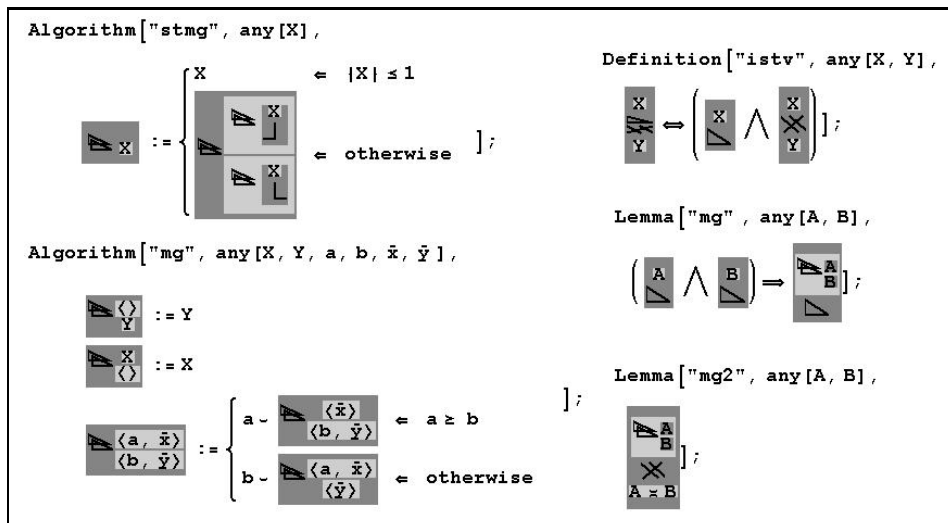 Algorithm["stmg", any[X],
X ⇐ |X| ≤ 1
X
X := ⇐ otherwise ];
X
Algorithm["mg", any[X, Y, a, b, x̄, ȳ],
⟨⟩
Y := Y
X
⟨⟩ := X
⟨a, x̄⟩
⟨b, ȳ⟩ :=
a ⌣ ⟨x̄⟩
⟨b, ȳ⟩ ⇐ a ≥ b
b ⌣ ⟨a, x̄⟩
⟨ȳ⟩ ⇐ otherwise
];
Definition["istv", any[X, Y],
X
Y ⇔ ( X ⋀ X
Y ) ];
Lemma["mg", any[A, B],
( A ⋀ B ) ⟹ A
B ];
Lemma["mg2", any[A, B],
A
B
A ≍ B ];